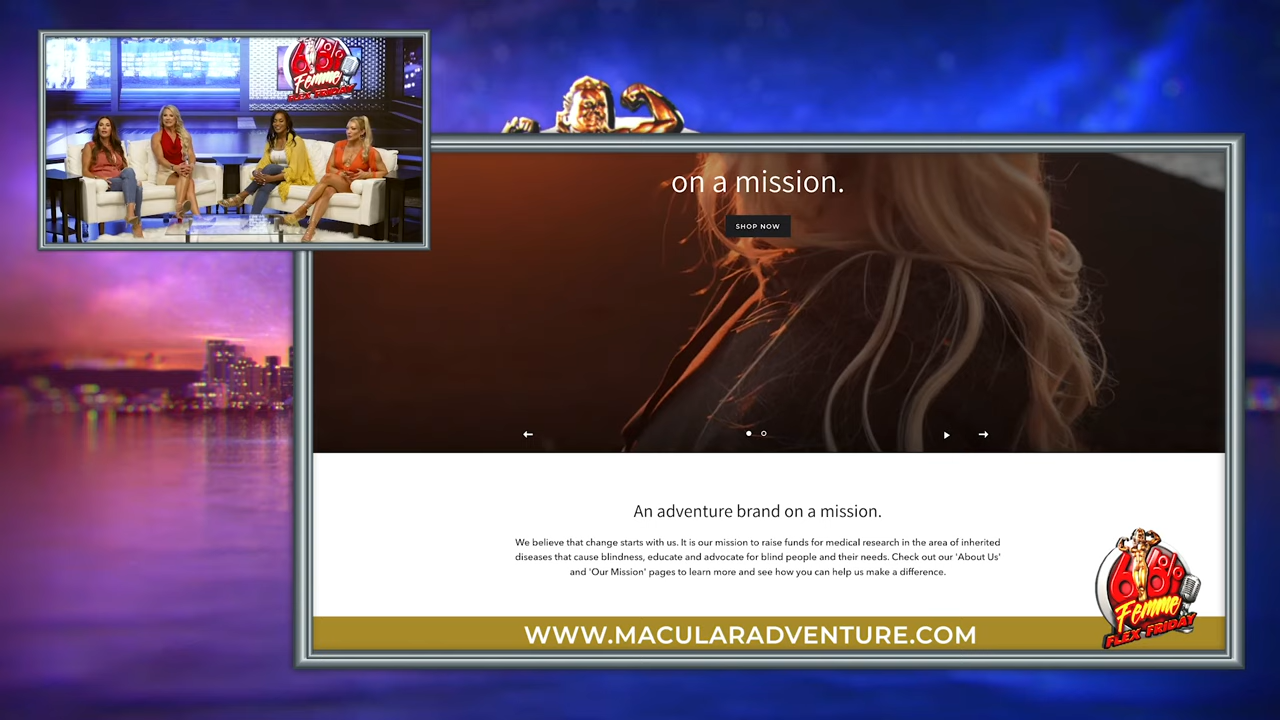 66%
Femme
FLEX FRIDAY
on a mission.
SHOP NOW
An adventure brand on a mission.
We believe that change starts with us. It is our mission to raise funds for medical research in the area of inherited
diseases that cause blindness, educate and advocate for blind people and their needs. Check out our 'About Us'
and 'Our Mission' pages to learn more and see how you can help us make a difference.
66%
Femme
FLEX FRIDAY
WWW.MACULARADVENTURE.COM